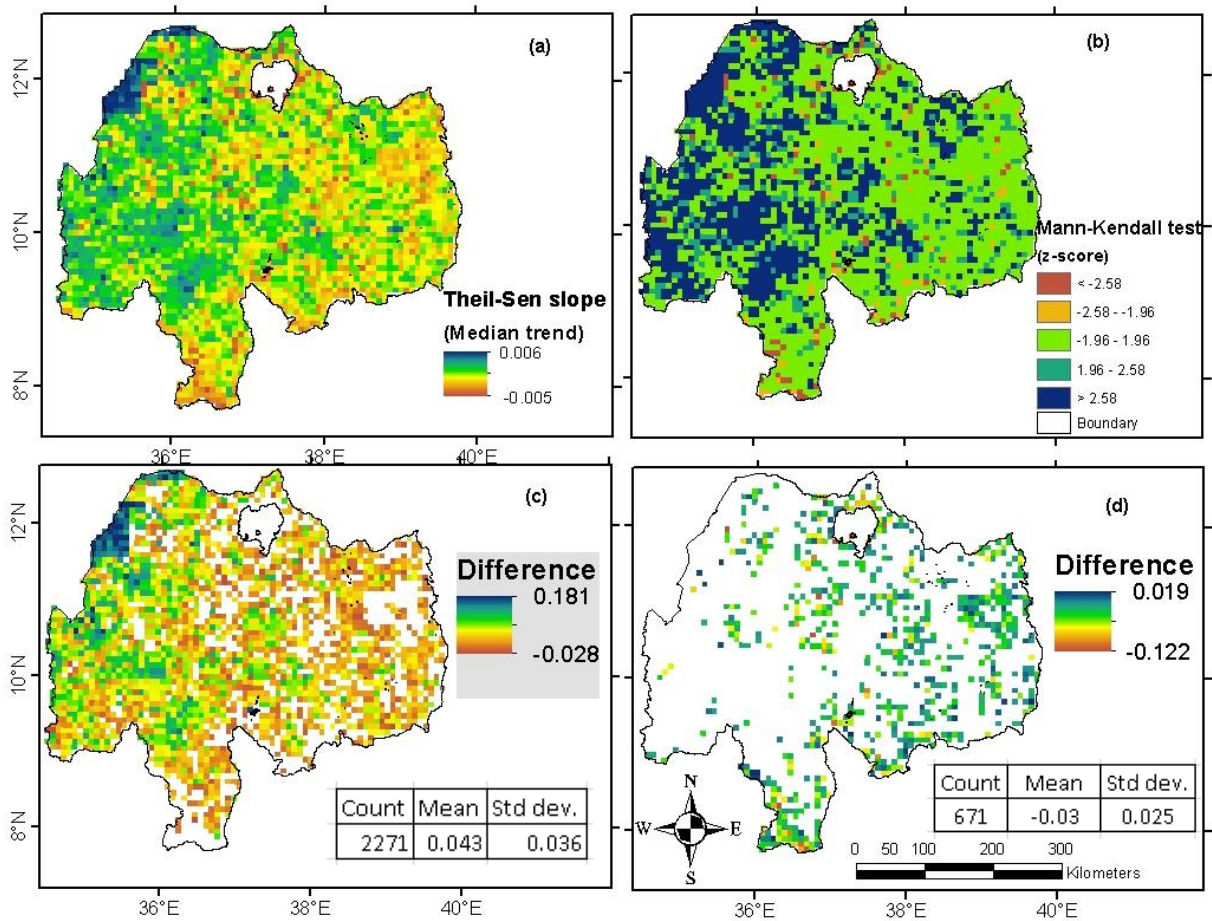 (a)
12°N
10°N
8°N
Theil-Sen slope
(Median trend)
0.006
-0.005
36°E 38°E 40°E
(b)
Mann-Kendall test
(z-score)
< -2.58
-2.58 - -1.96
-1.96 - 1.96
1.96 - 2.58
> 2.58
Boundary
(c)
12°N
10°N
8°N
Difference
0.181
-0.028
Count Mean Std dev.
2271 0.043 0.036
36°E 38°E 40°E
(d)
Difference
0.019
-0.122
N
W E
S
Count Mean Std dev.
671 -0.03 0.025
0 50 100 200 300
Kilometers
36°E 38°E 40°E